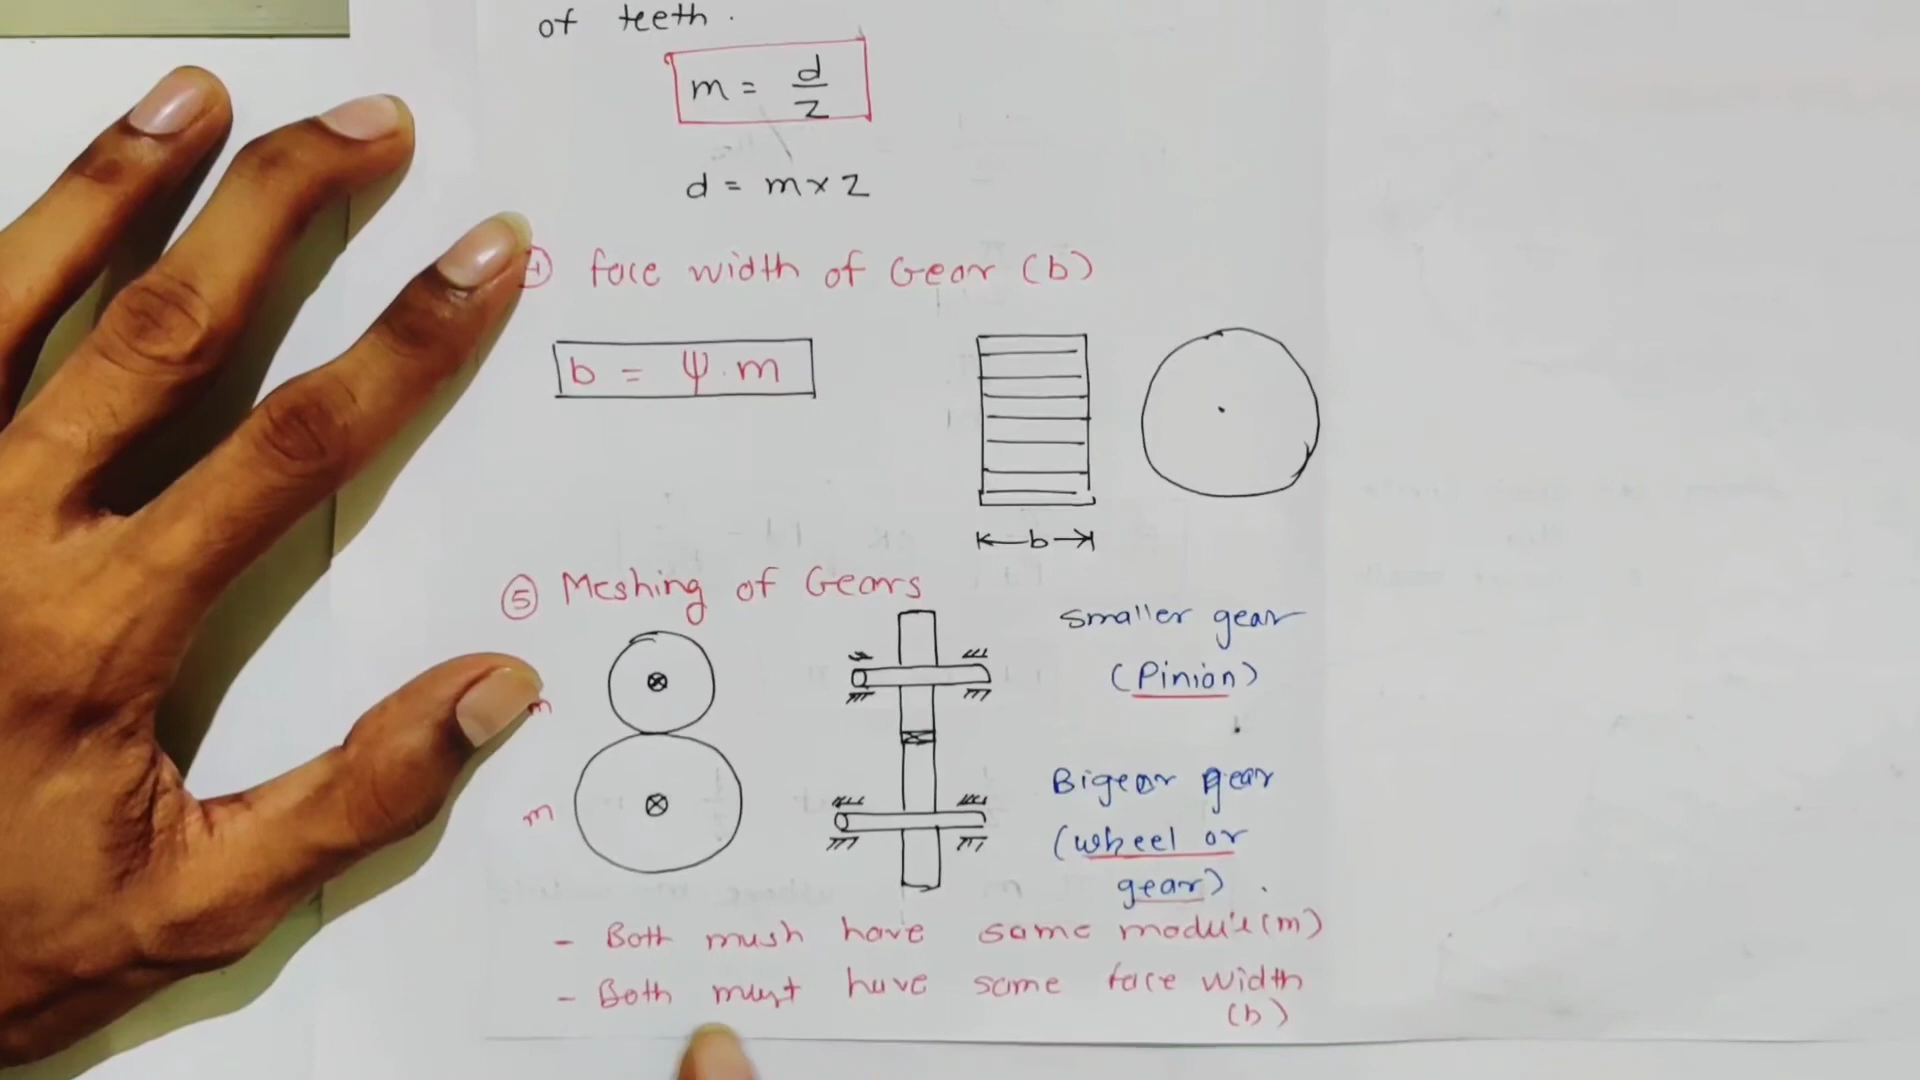 of teeth.
m = d/z
d = m x z
4 face width of Gear (b)
b = ψ.m
b
5 Meshing of Gears
Smaller gear
(Pinion)
m
m
Bigear gear
(wheel or
gear).
- Both mush have same module (m)
- Both must have same face width
(b)